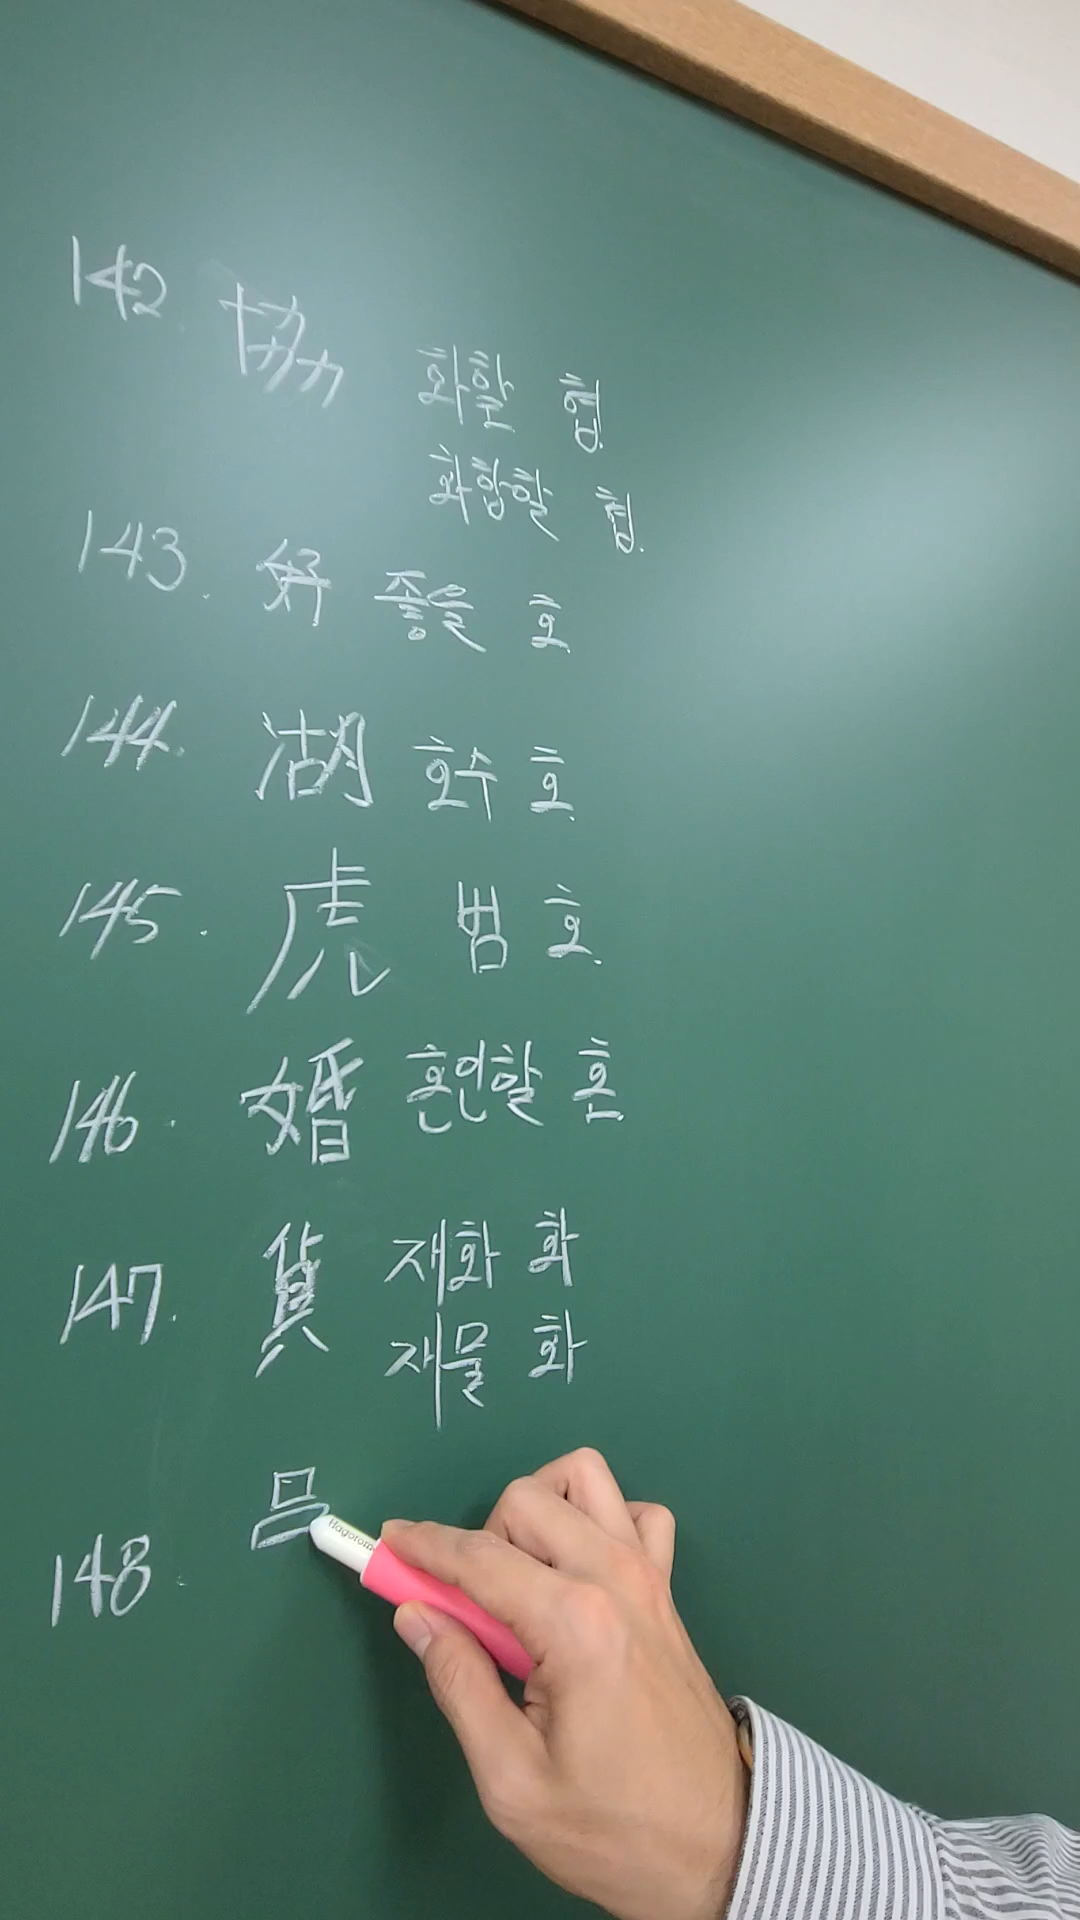 142. 協 화할 협.
화합할 협.
143. 好 좋을 호.
144. 湖 호수 호.
145. 虎 범 호.
146. 婚 혼인할 혼.
147. 貨 재화 화
재물 화
148.
Hagoromo